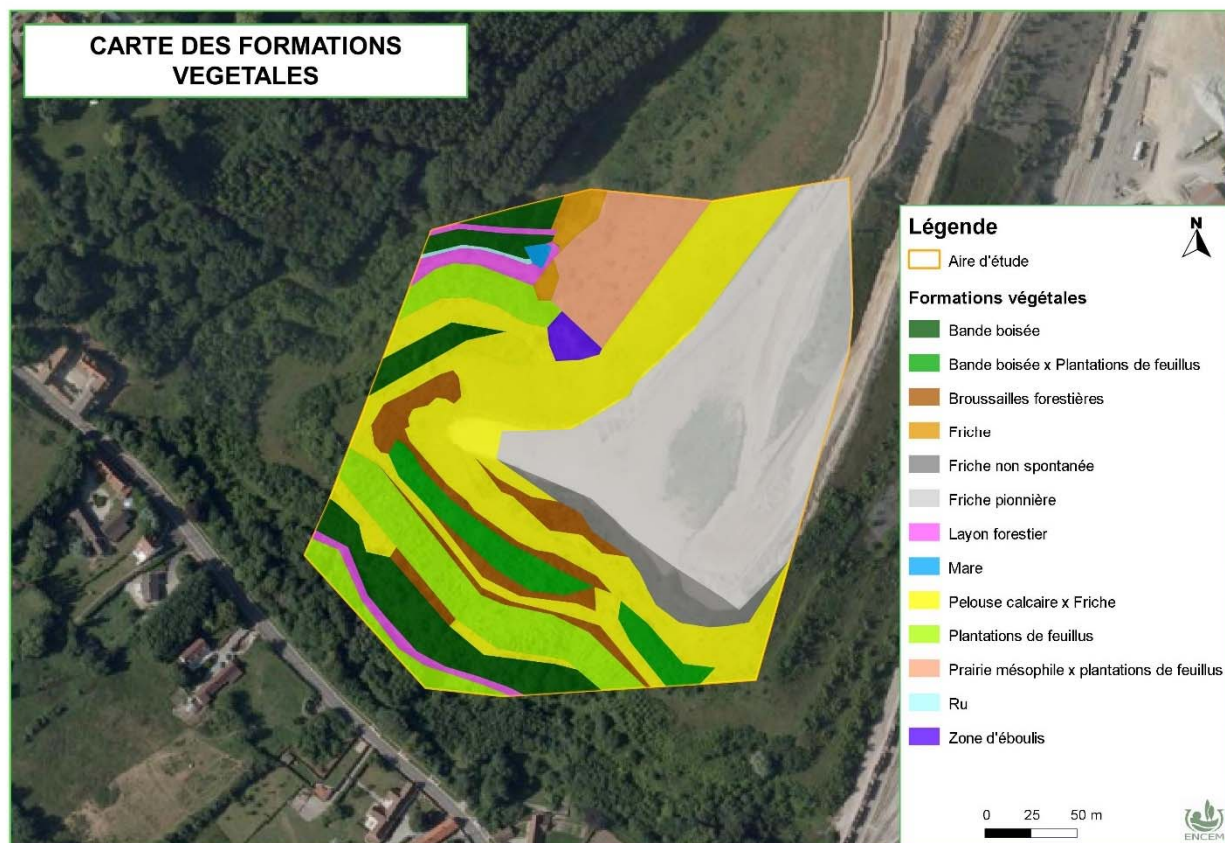 CARTE DES FORMATIONS
VEGETALES
Légende
N
Aire d'étude
Formations végétales
Bande boisée
Bande boisée x Plantations de feuillus
Broussailles forestières
Friche
Friche non spontanée
Friche pionnière
Layon forestier
Mare
Pelouse calcaire x Friche
Plantations de feuillus
Prairie mésophile x plantations de feuillus
Ru
Zone d'éboulis
0 25 50 m
ENCEM